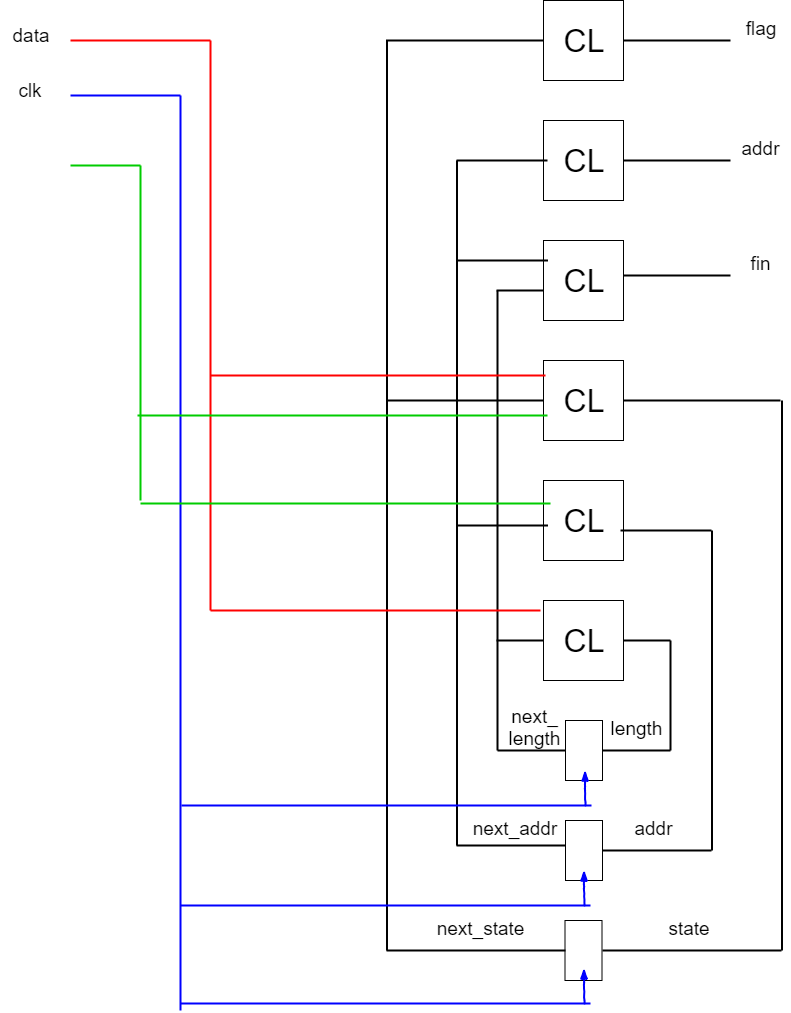 data
CL
flag
clk
CL
addr
CL
fin
CL
CL
CL
next_
length
length
next_addr
addr
next_state
state